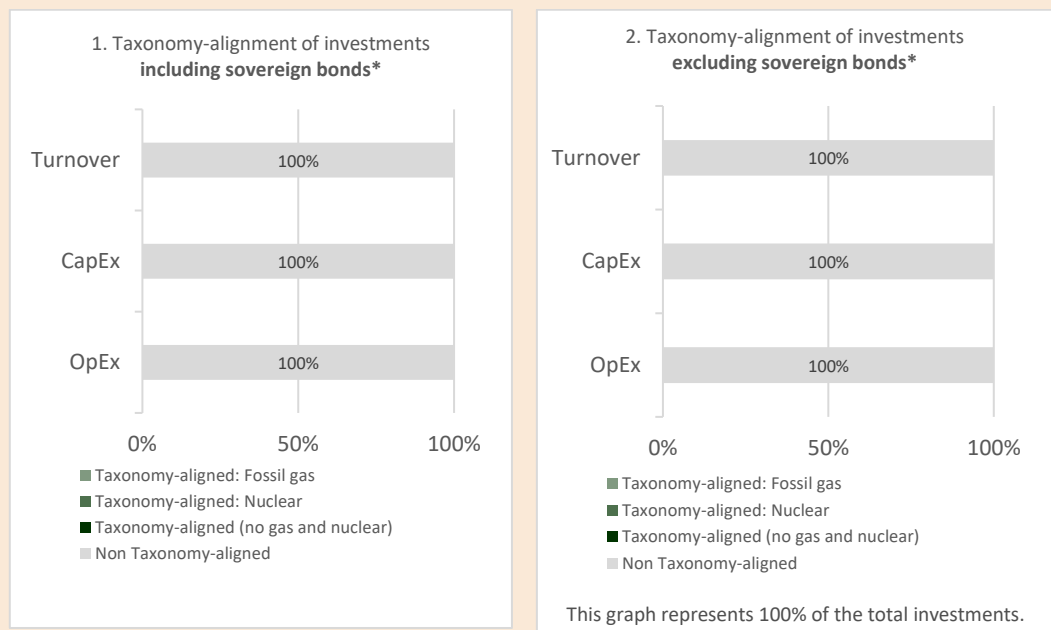 1. Taxonomy-alignment of investments
including sovereign bonds*
Turnover
100%
CapEx
100%
OpEx
100%
0%
50%
100%
Taxonomy-aligned: Fossil gas
Taxonomy-aligned: Nuclear
Taxonomy-aligned (no gas and nuclear)
Non Taxonomy-aligned
2. Taxonomy-alignment of investments
excluding sovereign bonds*
Turnover
100%
CapEx
100%
OpEx
100%
0%
50%
100%
Taxonomy-aligned: Fossil gas
Taxonomy-aligned: Nuclear
Taxonomy-aligned (no gas and nuclear)
Non Taxonomy-aligned
This graph represents 100% of the total investments.